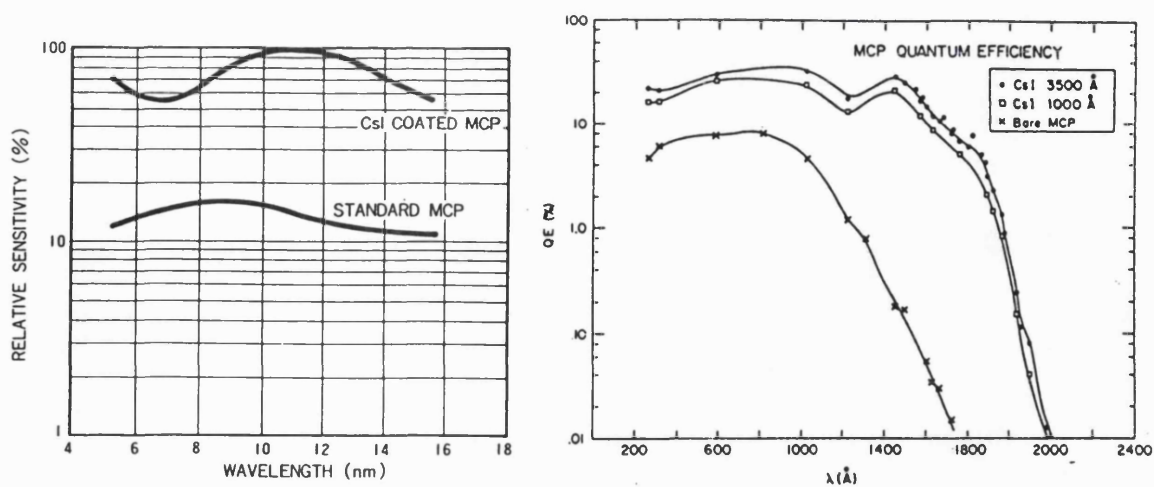 100
10
1
RELATIVE SENSITIVITY (%)
CsI COATED MCP
STANDARD MCP
4 6 8 10 12 14 16 18
WAVELENGTH (nm)
100
10
1.0
.10
.01
QE %
MCP QUANTUM EFFICIENCY
CsI 3500 Å
CsI 1000 Å
Bare MCP
200 600 1000 1400 1600 2000 2400
λ(Å)